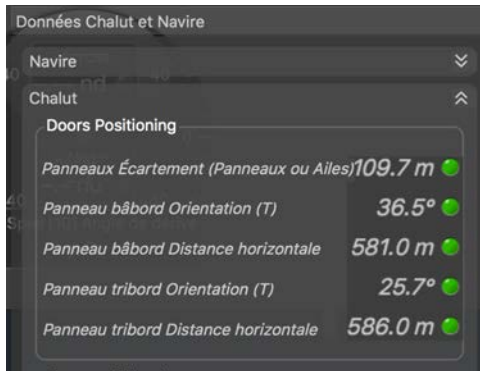 Données Chalut et Navire
Navire
Chalut
Doors Positioning
Panneaux Écartement (Panneaux ou Ailes) 109.7 m
Panneau bâbord Orientation (T) 36.5°
Panneau bâbord Distance horizontale 581.0 m
Panneau tribord Orientation (T) 25.7°
Panneau tribord Distance horizontale 586.0 m